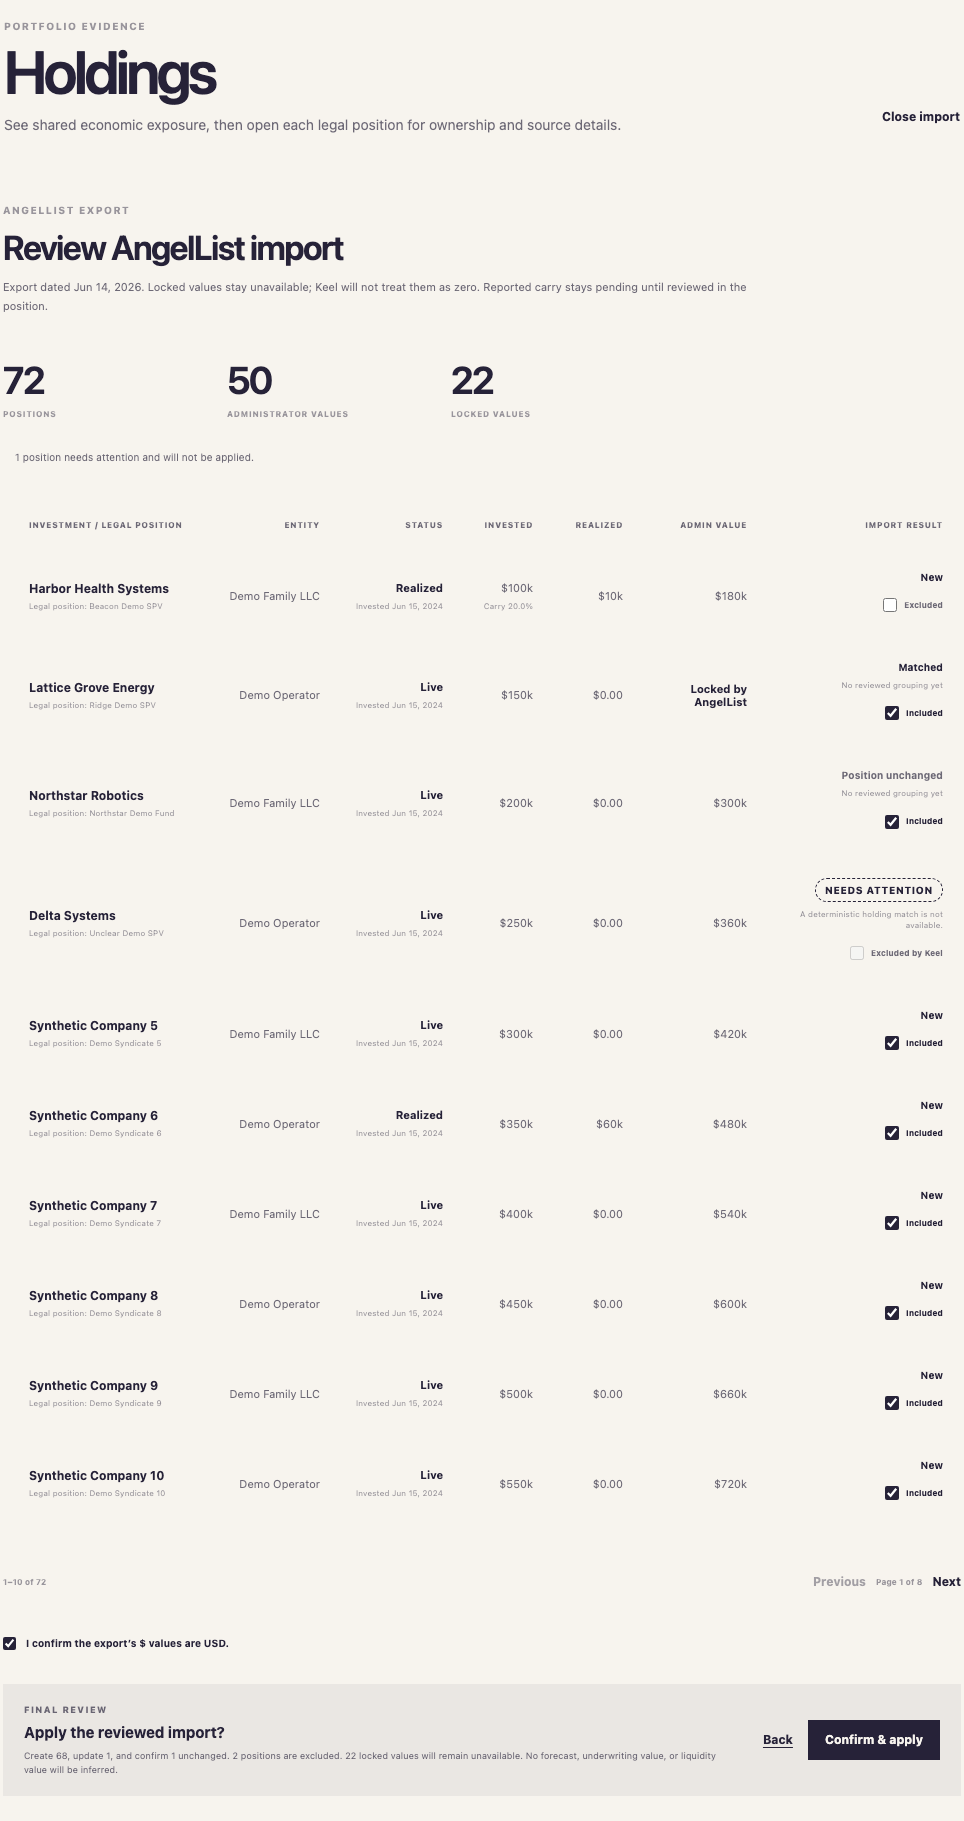 PORTFOLIO EVIDENCE
Holdings
See shared economic exposure, then open each legal position for ownership and source details.
Close import
ANGELLIST EXPORT
Review AngelList import
Export dated Jun 14, 2026. Locked values stay unavailable; Keel will not treat them as zero. Reported carry stays pending until reviewed in the
position.
72 50 22
POSITIONS ADMINISTRATOR VALUES LOCKED VALUES
1 position needs attention and will not be applied.
INVESTMENT / LEGAL POSITION ENTITY STATUS INVESTED REALIZED ADMIN VALUE IMPORT RESULT
Harbor Health Systems
Legal position: Beacon Demo SPV
Demo Family LLC
Realized
Invested Jun 15, 2024
$100k
Carry 20.0%
$10k
$180k
New
Excluded
Lattice Grove Energy
Legal position: Ridge Demo SPV
Demo Operator
Live
Invested Jun 15, 2024
$150k
$0.00
Locked by
AngelList
Matched
No reviewed grouping yet
Included
Northstar Robotics
Legal position: Northstar Demo Fund
Demo Family LLC
Live
Invested Jun 15, 2024
$200k
$0.00
$300k
Position unchanged
No reviewed grouping yet
Included
Delta Systems
Legal position: Unclear Demo SPV
Demo Operator
Live
Invested Jun 15, 2024
$250k
$0.00
$360k
NEEDS ATTENTION
A deterministic holding match is not
available.
Excluded by Keel
Synthetic Company 5
Legal position: Demo Syndicate 5
Demo Family LLC
Live
Invested Jun 15, 2024
$300k
$0.00
$420k
New
Included
Synthetic Company 6
Legal position: Demo Syndicate 6
Demo Operator
Realized
Invested Jun 15, 2024
$350k
$60k
$480k
New
Included
Synthetic Company 7
Legal position: Demo Syndicate 7
Demo Family LLC
Live
Invested Jun 15, 2024
$400k
$0.00
$540k
New
Included
Synthetic Company 8
Legal position: Demo Syndicate 8
Demo Operator
Live
Invested Jun 15, 2024
$450k
$0.00
$600k
New
Included
Synthetic Company 9
Legal position: Demo Syndicate 9
Demo Family LLC
Live
Invested Jun 15, 2024
$500k
$0.00
$660k
New
Included
Synthetic Company 10
Legal position: Demo Syndicate 10
Demo Operator
Live
Invested Jun 15, 2024
$550k
$0.00
$720k
New
Included
1–10 of 72
Previous Page 1 of 8 Next
I confirm the export’s $ values are USD.
FINAL REVIEW
Apply the reviewed import?
Create 68, update 1, and confirm 1 unchanged. 2 positions are excluded. 22 locked values will remain unavailable. No forecast, underwriting value, or liquidity
value will be inferred.
Back
Confirm & apply